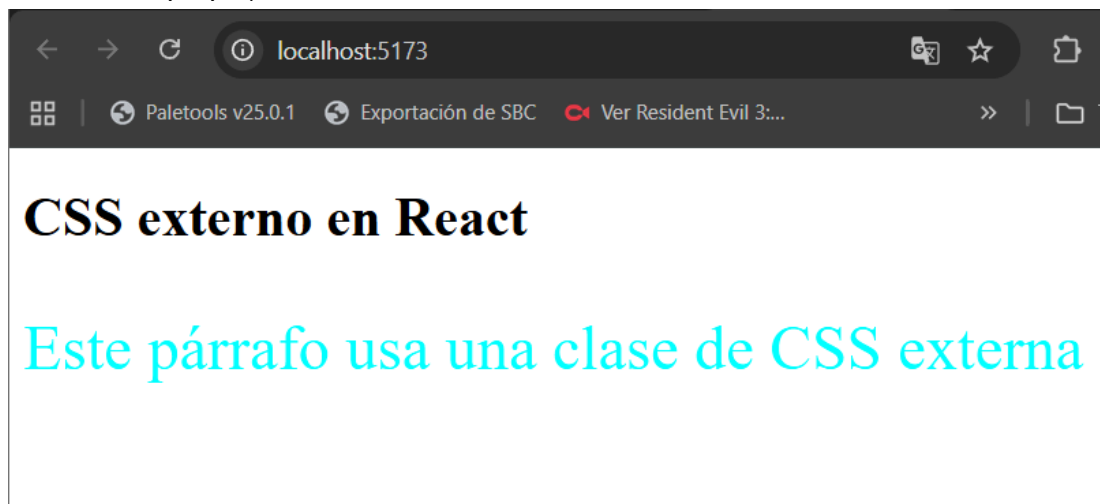 localhost:5173
Paletools v25.0.1 Exportación de SBC Ver Resident Evil 3:... »
CSS externo en React
Este párrafo usa una clase de CSS externa